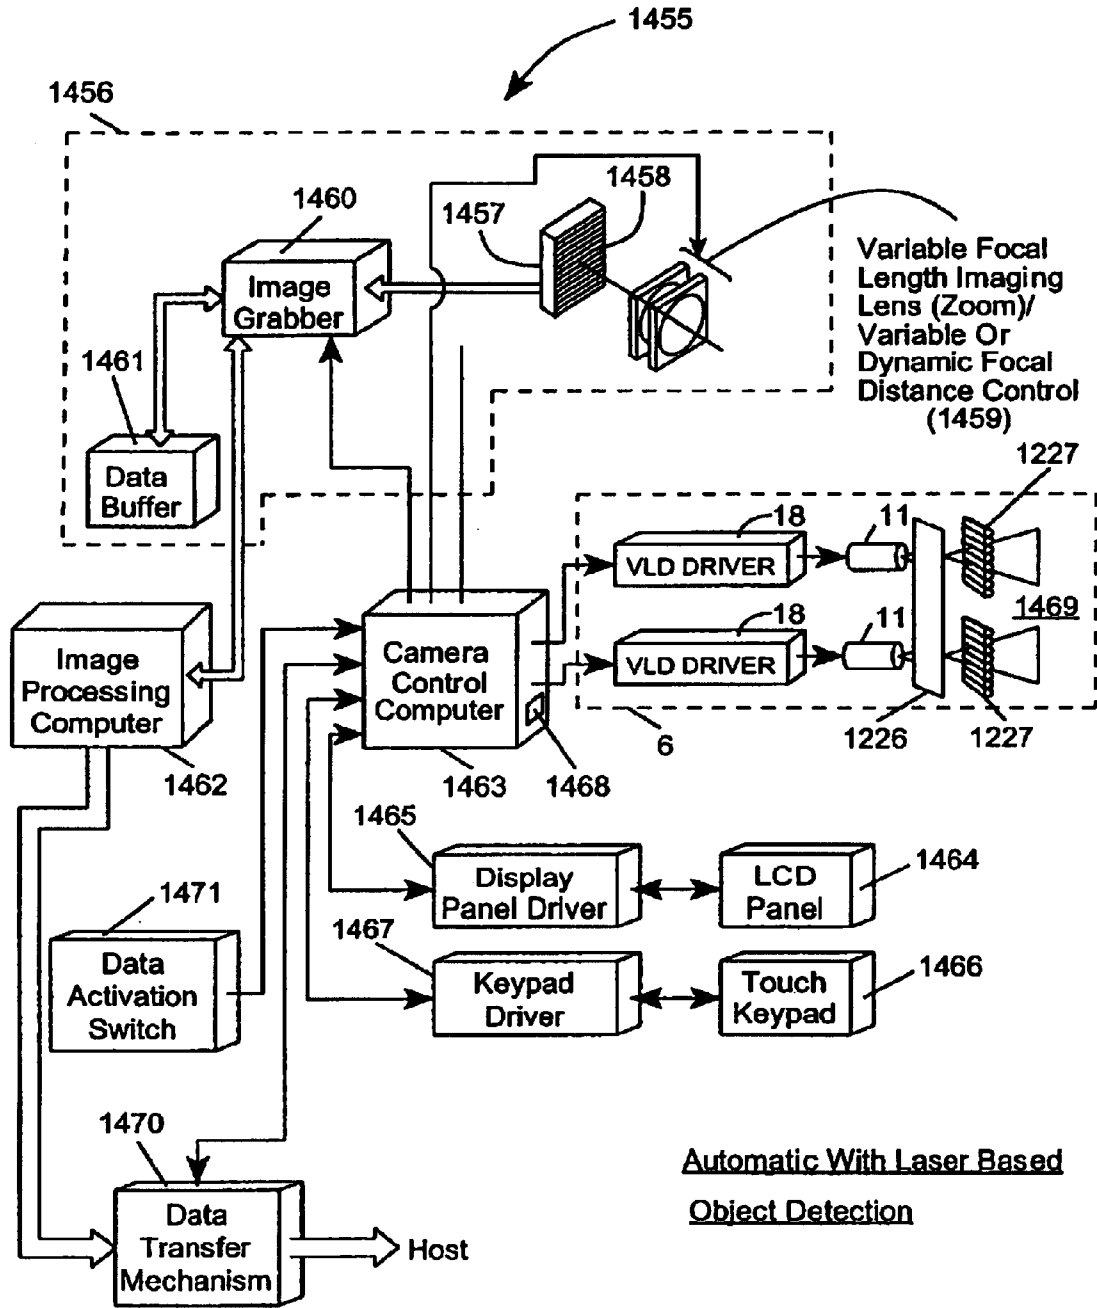 1455
1456
1460
1457
1458
Image
Grabber
Variable Focal
Length Imaging
Lens (Zoom)/
Variable Or
Dynamic Focal
Distance Control
(1459)
1461
Data
Buffer
1227
18
11
VLD DRIVER
1469
18
11
VLD DRIVER
Image
Processing
Computer
Camera
Control
Computer
6
1226
1227
1462
1463
1468
1465
Display
Panel Driver
LCD
Panel
1464
1471
Data
Activation
Switch
1467
Keypad
Driver
Touch
Keypad
1466
1470
Data
Transfer
Mechanism
Host
Automatic With Laser Based
Object Detection